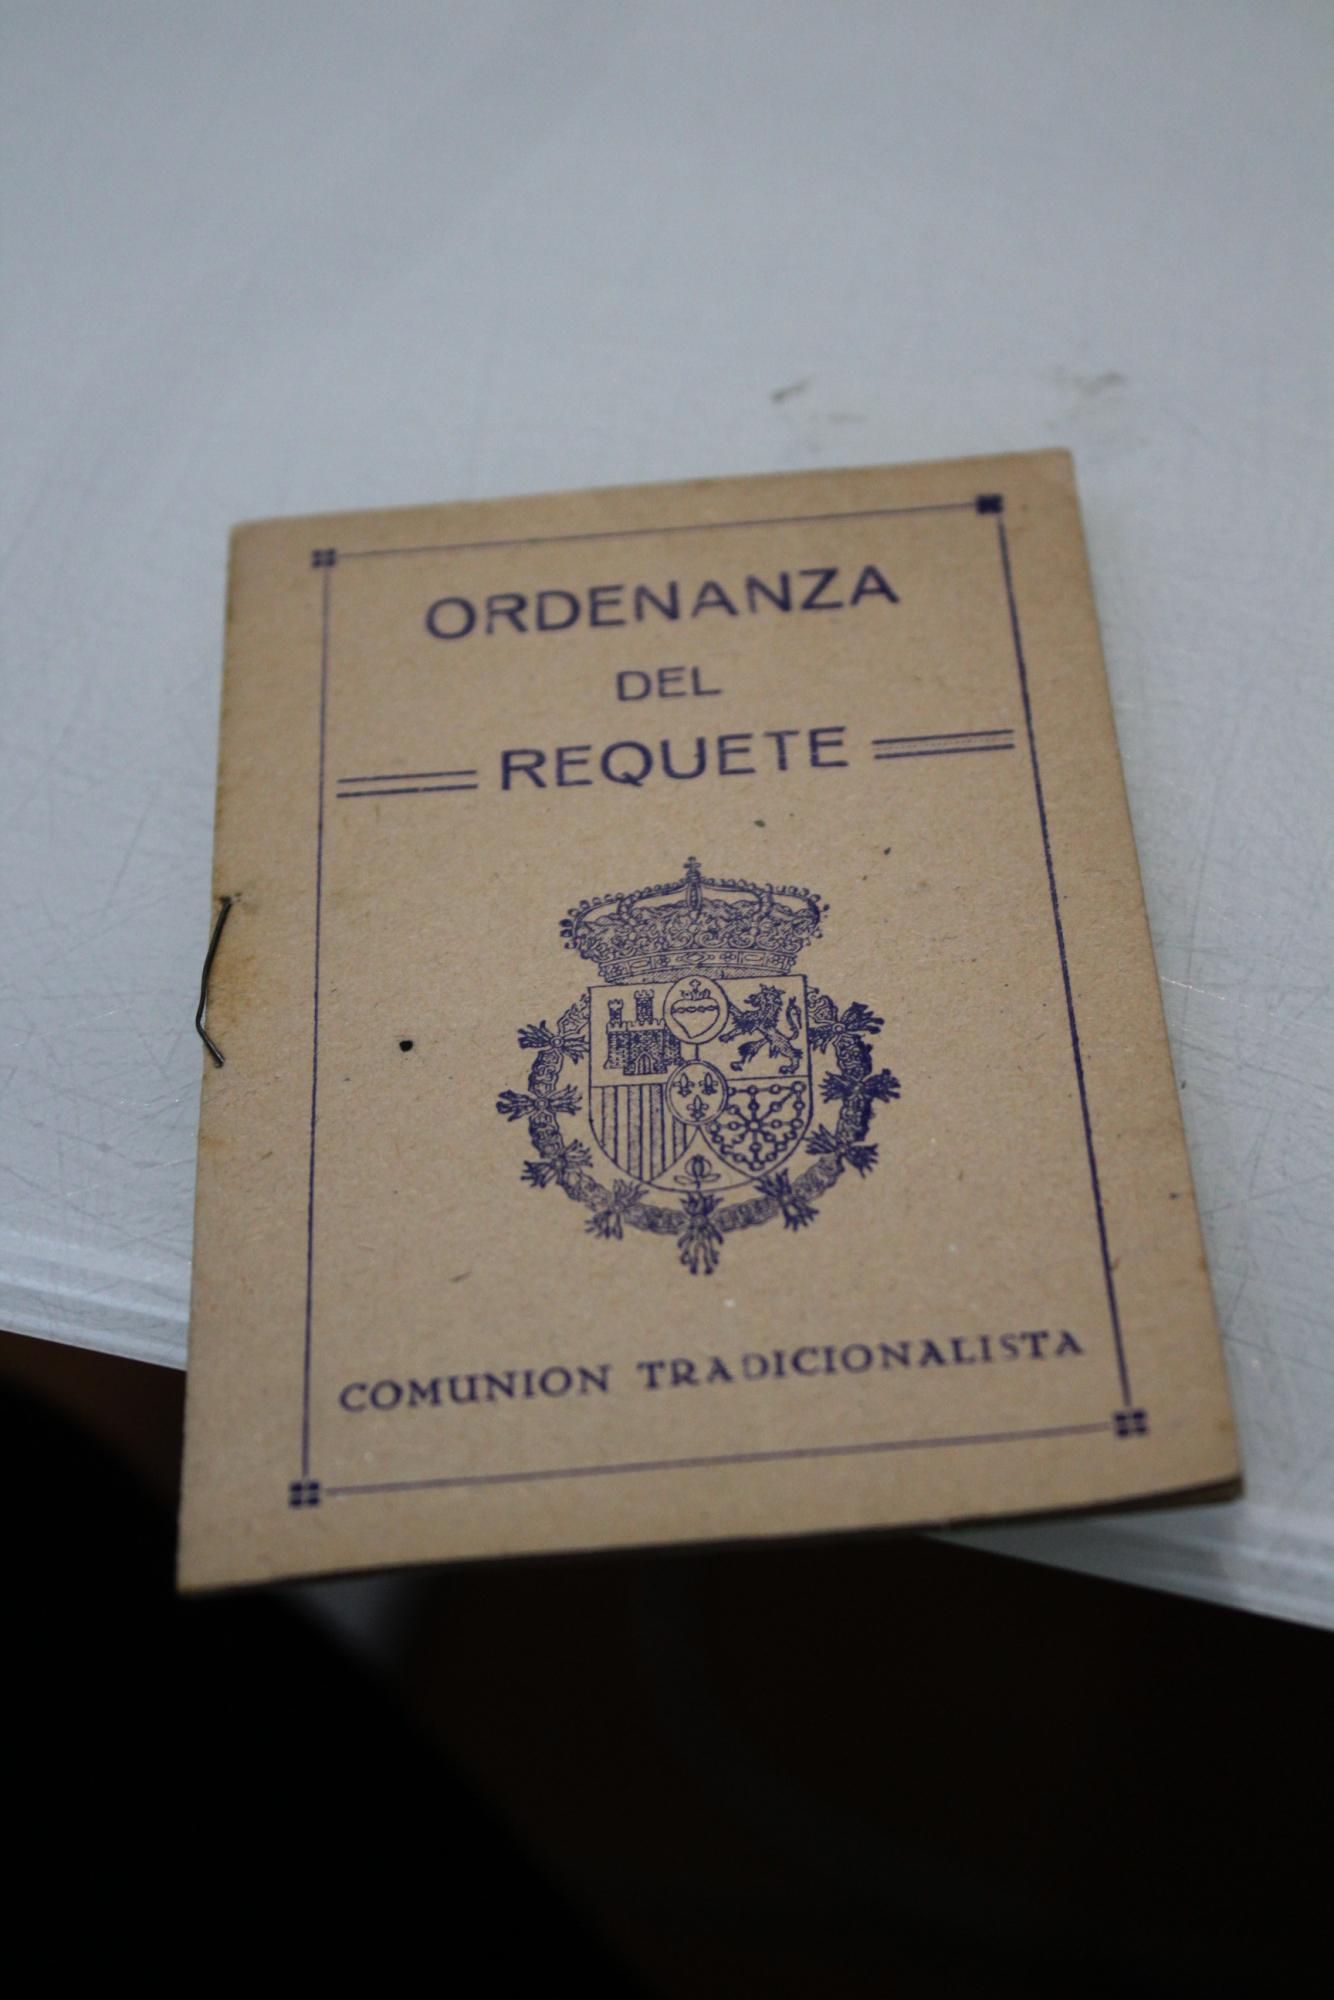 ORDENANZA
DEL
REQUETE
COMUNION TRADICIONALISTA